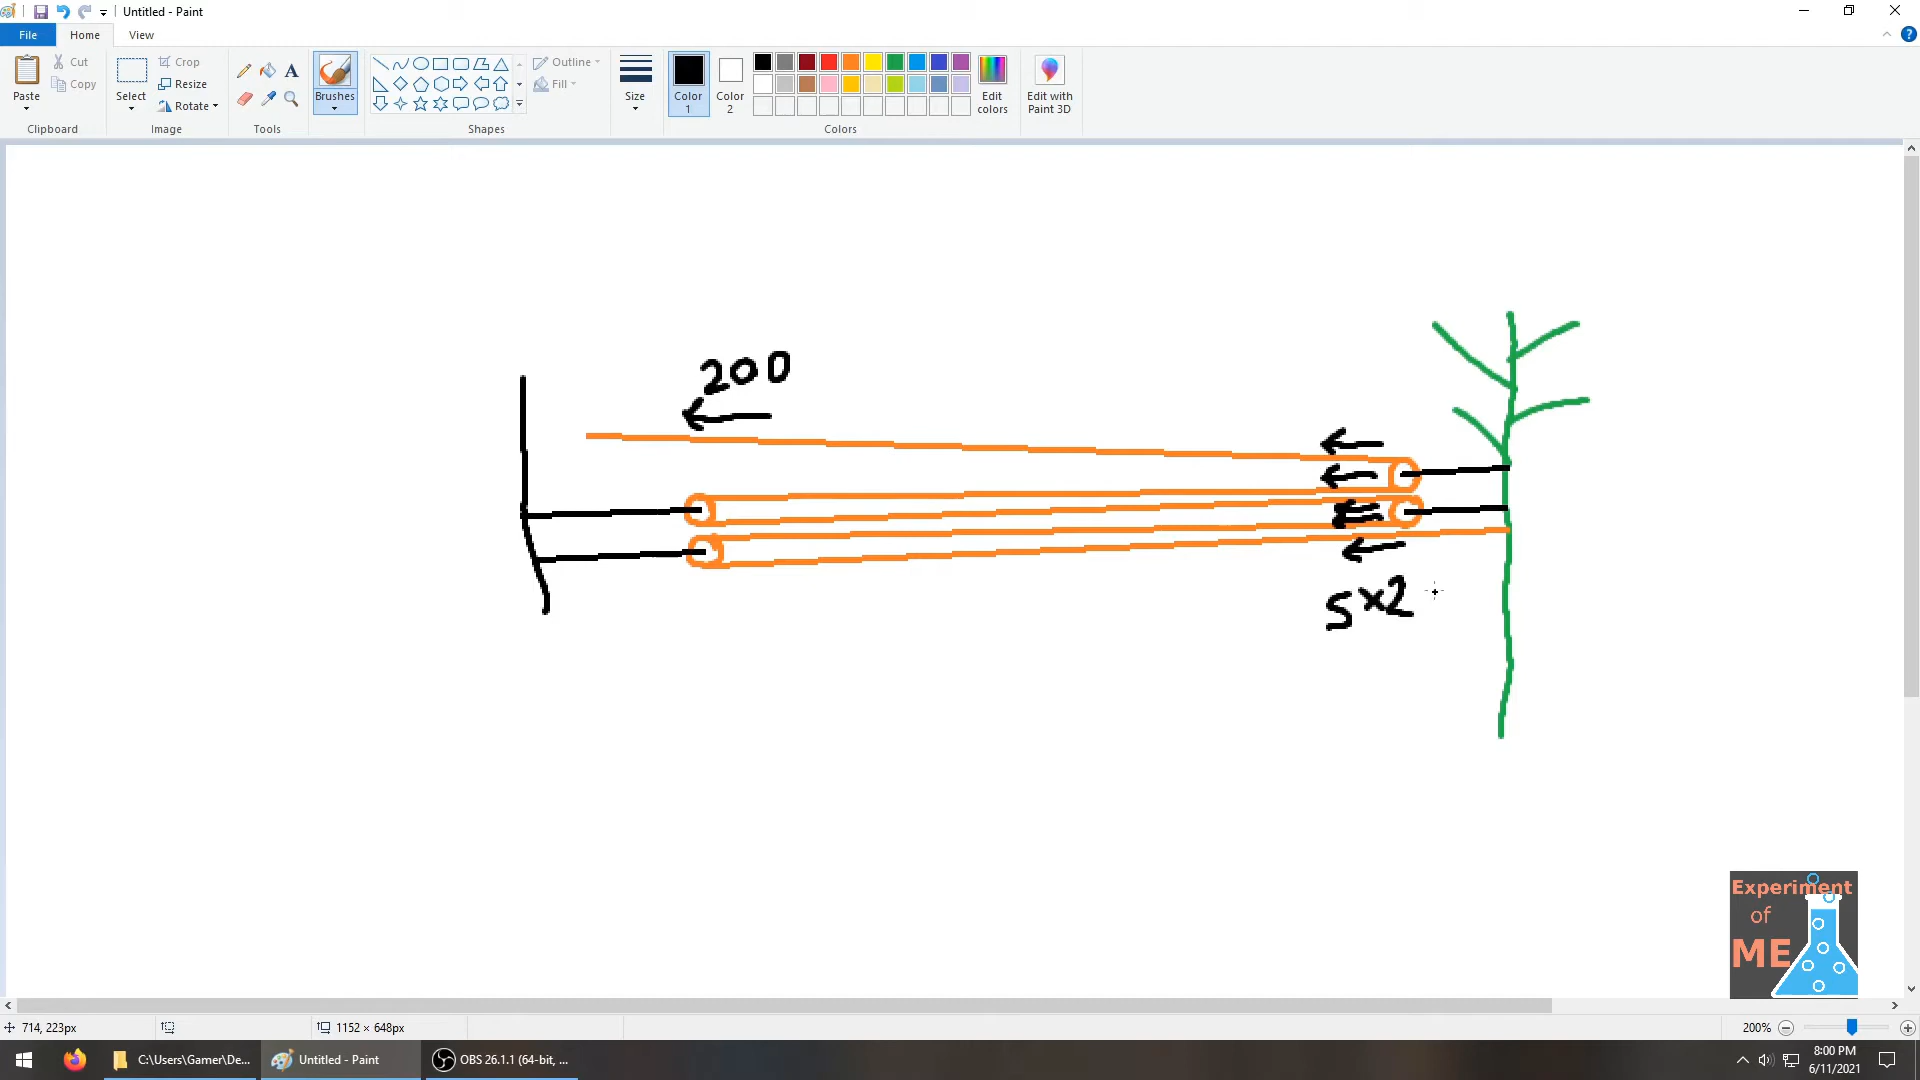 Untitled - Paint
File Home View
Cut
Copy
Paste
Clipboard
Crop
Resize
Rotate
Select
Image
Tools
Brushes
Outline
Fill
Shapes
Size
Color 1
Color 2
Edit colors
Edit with Paint 3D
Colors
200
5x2
Experiment
of
ME
714, 223px
1152 × 648px
200%
C:\Users\Gamer\De...
Untitled - Paint
OBS 26.1.1 (64-bit, ...
8:00 PM
6/11/2021